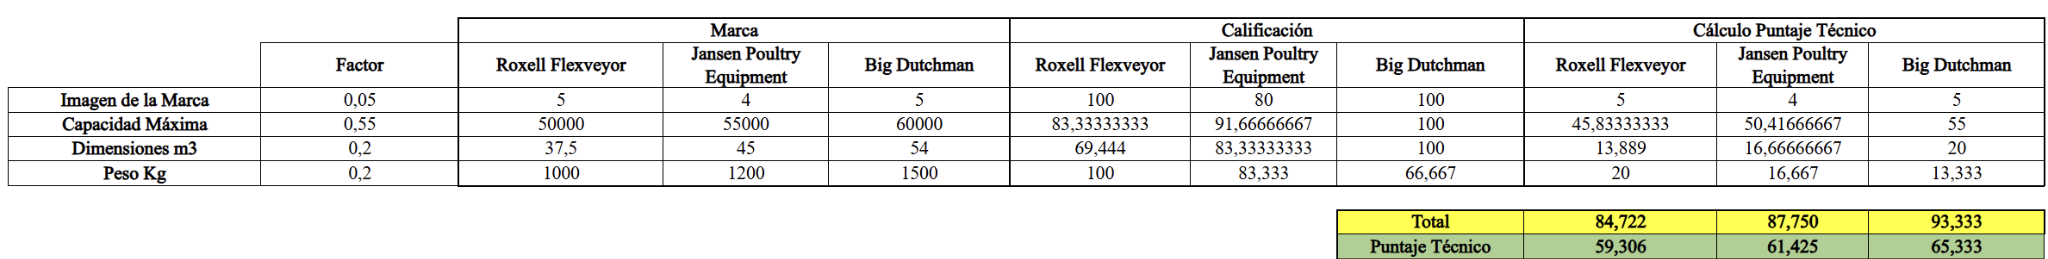 Marca Calificación Cálculo Puntaje Técnico
Factor Roxell Flexveyor Jansen Poultry Equipment Big Dutchman Roxell Flexveyor Jansen Poultry Equipment Big Dutchman Roxell Flexveyor Jansen Poultry Equipment Big Dutchman
Imagen de la Marca 0,05 5 4 5 100 80 100 5 4 5
Capacidad Máxima 0,55 50000 55000 60000 83,33333333 91,66666667 100 45,83333333 50,41666667 55
Dimensiones m3 0,2 37,5 45 54 69,444 83,33333333 100 13,889 16,66666667 20
Peso Kg 0,2 1000 1200 1500 100 83,333 66,667 20 16,667 13,333
Total 84,722 87,750 93,333
Puntaje Técnico 59,306 61,425 65,333